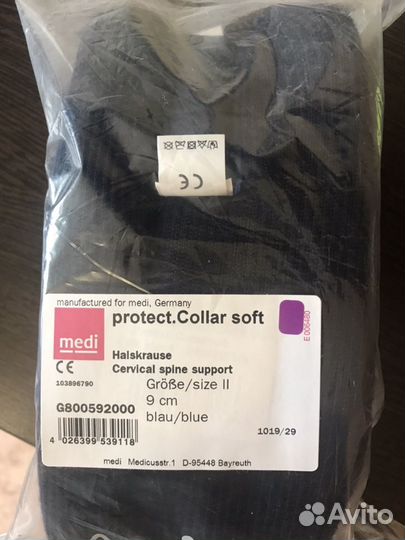 CE
manufactured for medi, Germany
medi
protect.Collar soft
E 006480
CE
103896790
Halskrause
Cervical spine support
Größe/size II
9 cm
blau/blue
G800592000
4 026399 539118
1019/29
medi Medicusstr.1 D-95448 Bayreuth
Avito